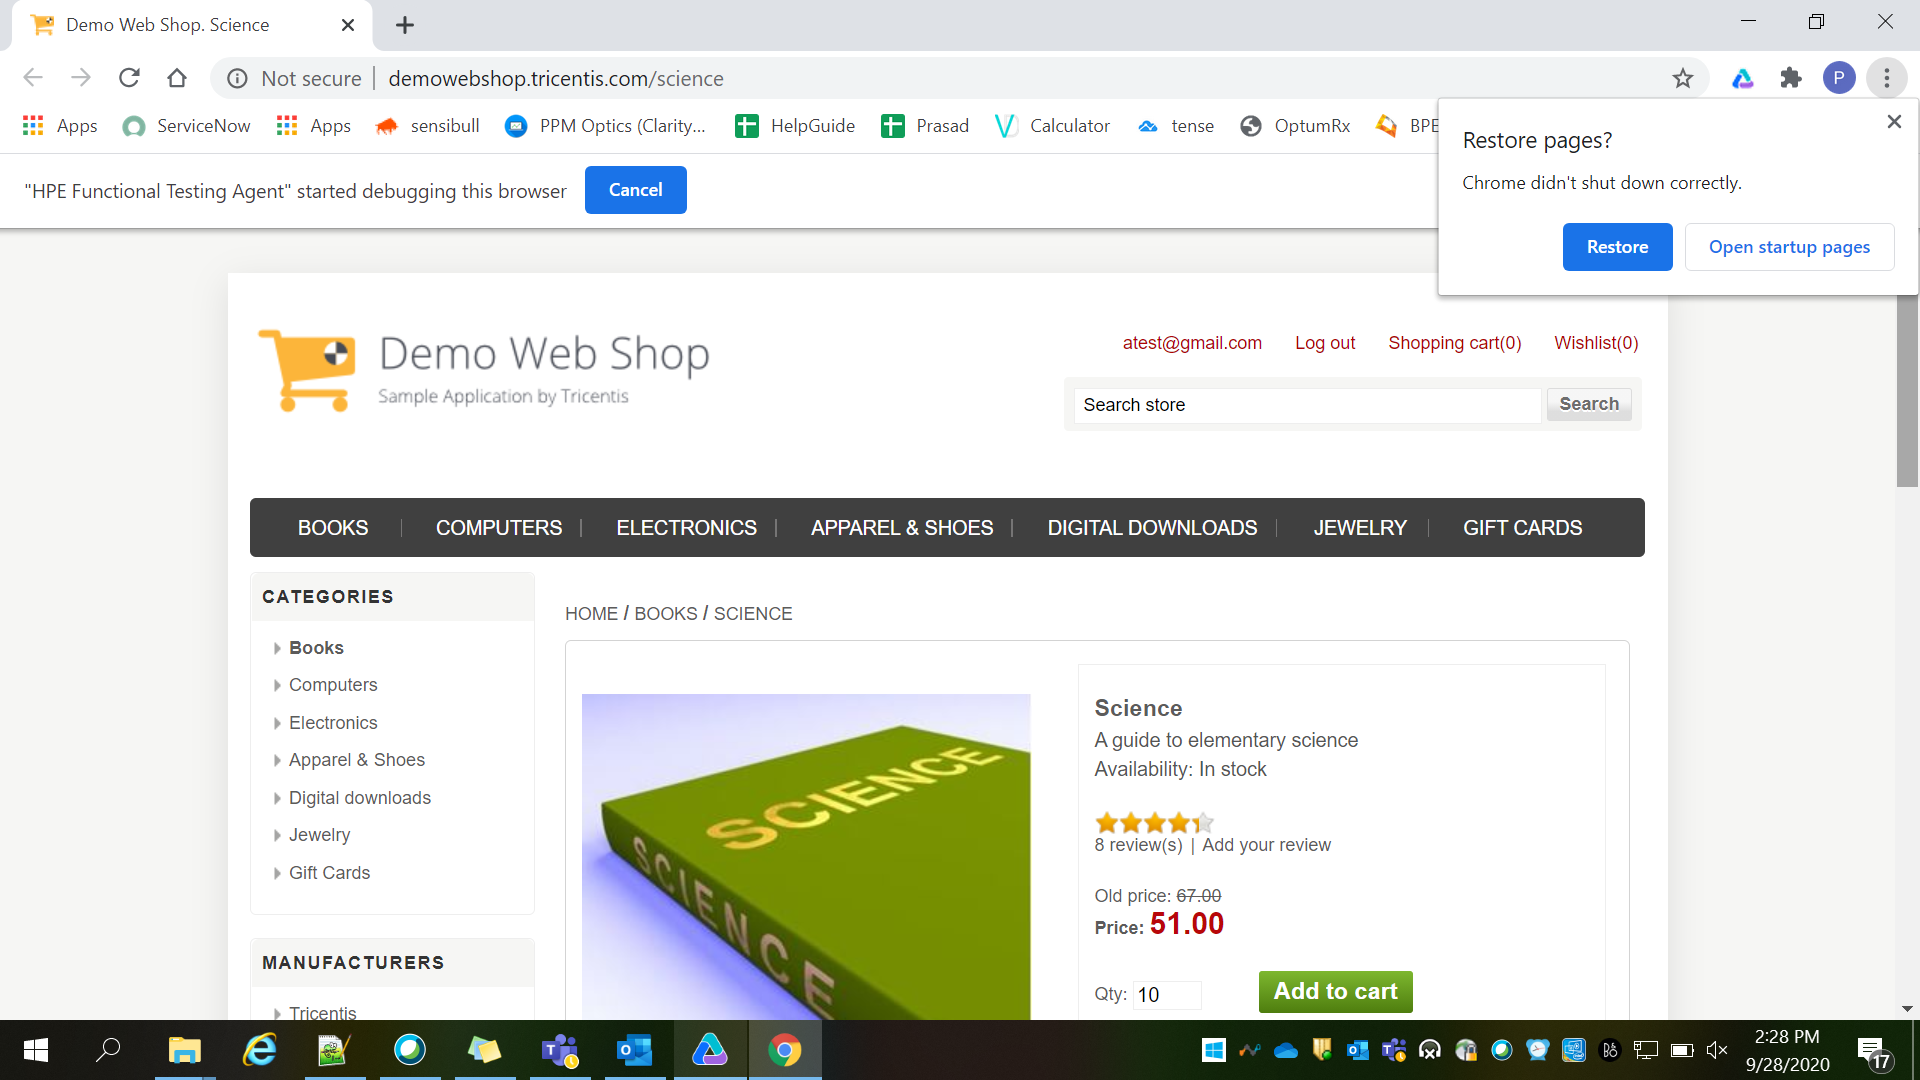 Demo Web Shop. Science
Not secure | demowebshop.tricentis.com/science
Apps ServiceNow Apps sensibull PPM Optics (Clarity... HelpGuide Prasad Calculator tense OptumRx BPE
"HPE Functional Testing Agent" started debugging this browser Cancel
Restore pages?
Chrome didn't shut down correctly.
Restore Open startup pages
Demo Web Shop
Sample Application by Tricentis
atest@gmail.com Log out Shopping cart(0) Wishlist(0)
Search store Search
BOOKS COMPUTERS ELECTRONICS APPAREL & SHOES DIGITAL DOWNLOADS JEWELRY GIFT CARDS
CATEGORIES
Books
Computers
Electronics
Apparel & Shoes
Digital downloads
Jewelry
Gift Cards
MANUFACTURERS
Tricentis
HOME / BOOKS / SCIENCE
SCIENCE
SCIENCE
Science
A guide to elementary science
Availability: In stock
8 review(s) | Add your review
Old price: 67.00
Price: 51.00
Qty: 10 Add to cart
2:28 PM
9/28/2020
17